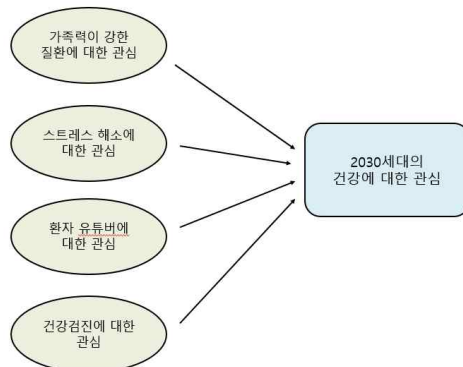 가족력이 강한
질환에 대한 관심
스트레스 해소에
대한 관심
환자 유튜버에
대한 관심
건강검진에 대한
관심
2030세대의
건강에 대한 관심